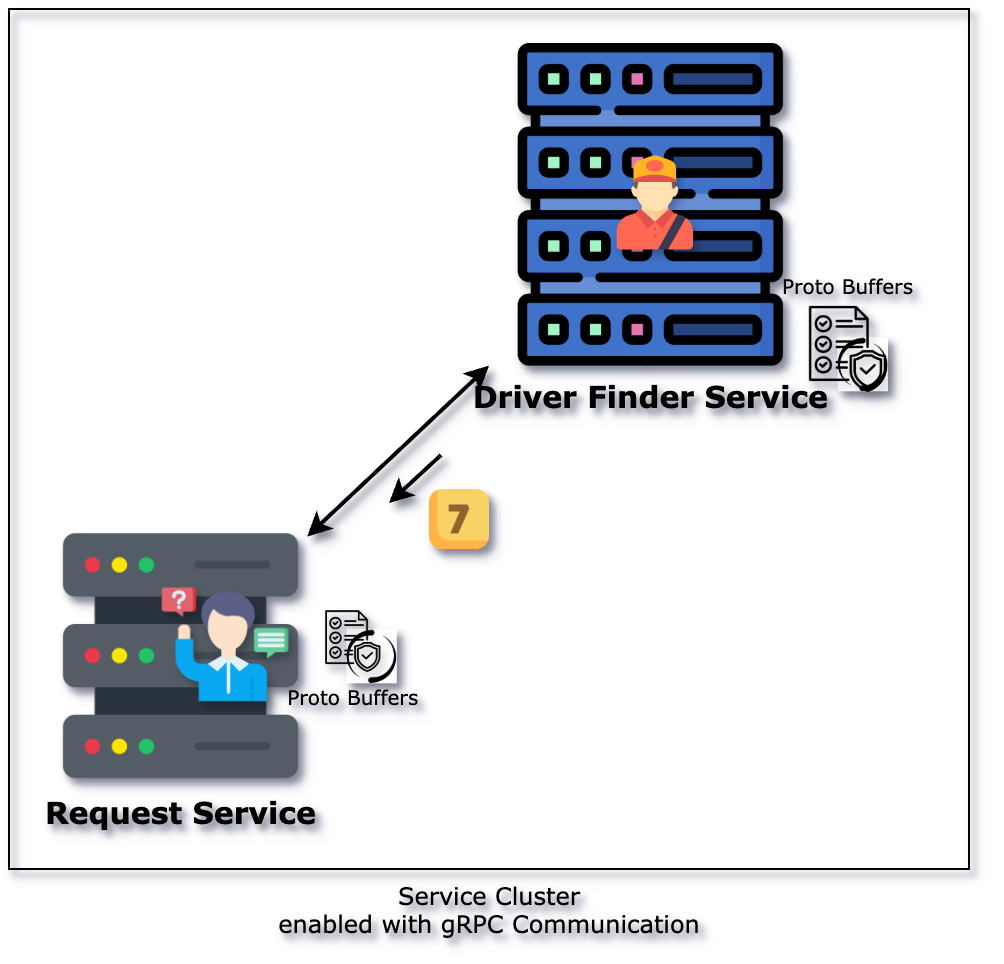 Proto Buffers
Driver Finder Service
7
?
Proto Buffers
Request Service
Service Cluster
enabled with gRPC Communication